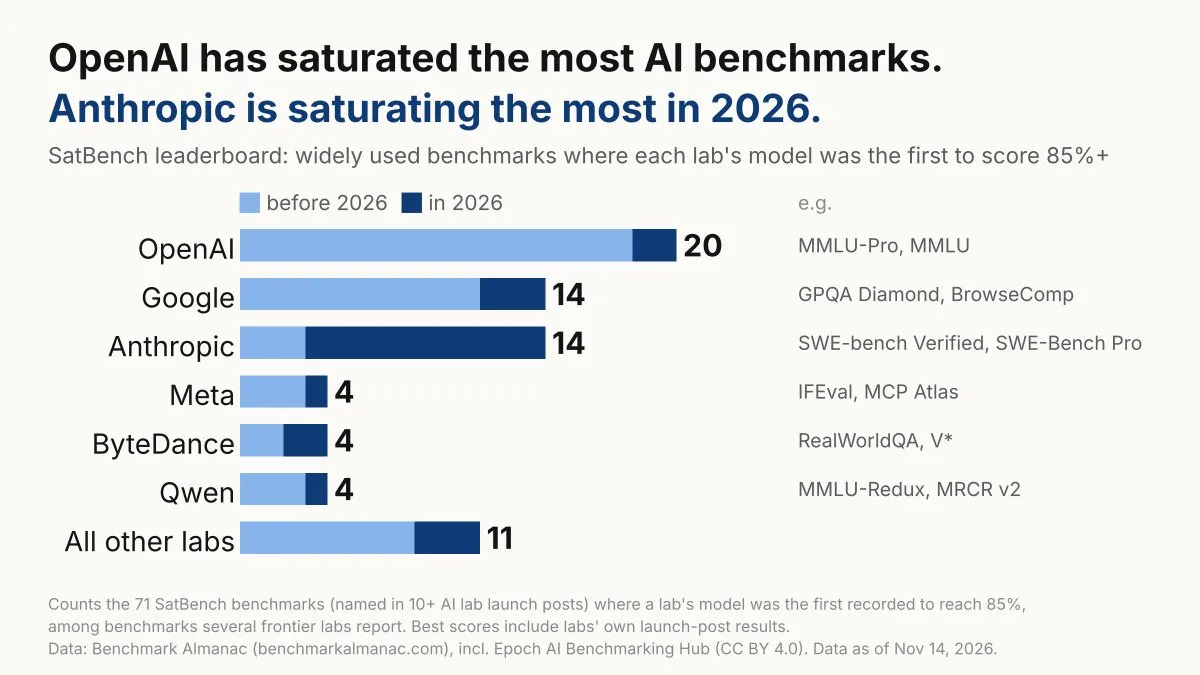 OpenAI has saturated the most AI benchmarks.
Anthropic is saturating the most in 2026.
SatBench leaderboard: widely used benchmarks where each lab's model was the first to score 85%+
before 2026 in 2026 e.g.
OpenAI 20 MMLU-Pro, MMLU
Google 14 GPQA Diamond, BrowseComp
Anthropic 14 SWE-bench Verified, SWE-Bench Pro
Meta 4 IFEval, MCP Atlas
ByteDance 4 RealWorldQA, V*
Qwen 4 MMLU-Redux, MRCR v2
All other labs 11
Counts the 71 SatBench benchmarks (named in 10+ AI lab launch posts) where a lab's model was the first recorded to reach 85%,
among benchmarks several frontier labs report. Best scores include labs' own launch-post results.
Data: Benchmark Almanac (benchmarkalmanac.com), incl. Epoch AI Benchmarking Hub (CC BY 4.0). Data as of Nov 14, 2026.